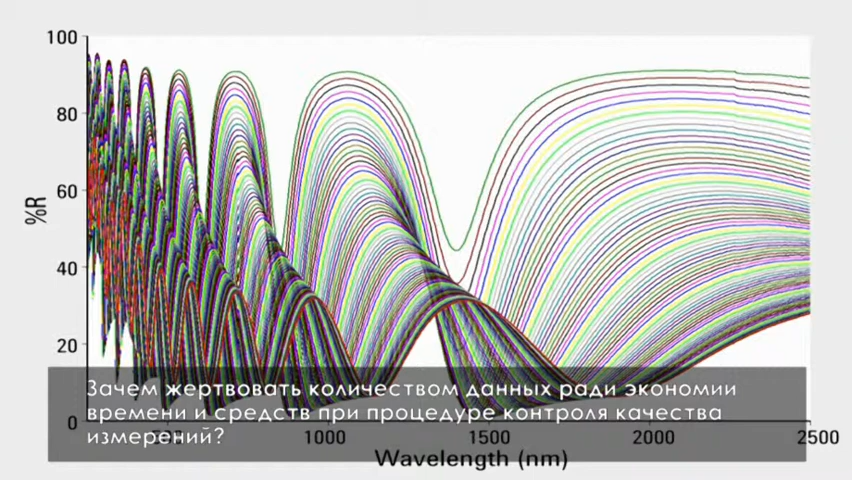 100
80
60
%R
40
20
0
Зачем жертвовать количеством данных ради экономии
времени и средств при процедуре контроля качества
измерений?
1000
1500
2000
2500
Wavelength (nm)